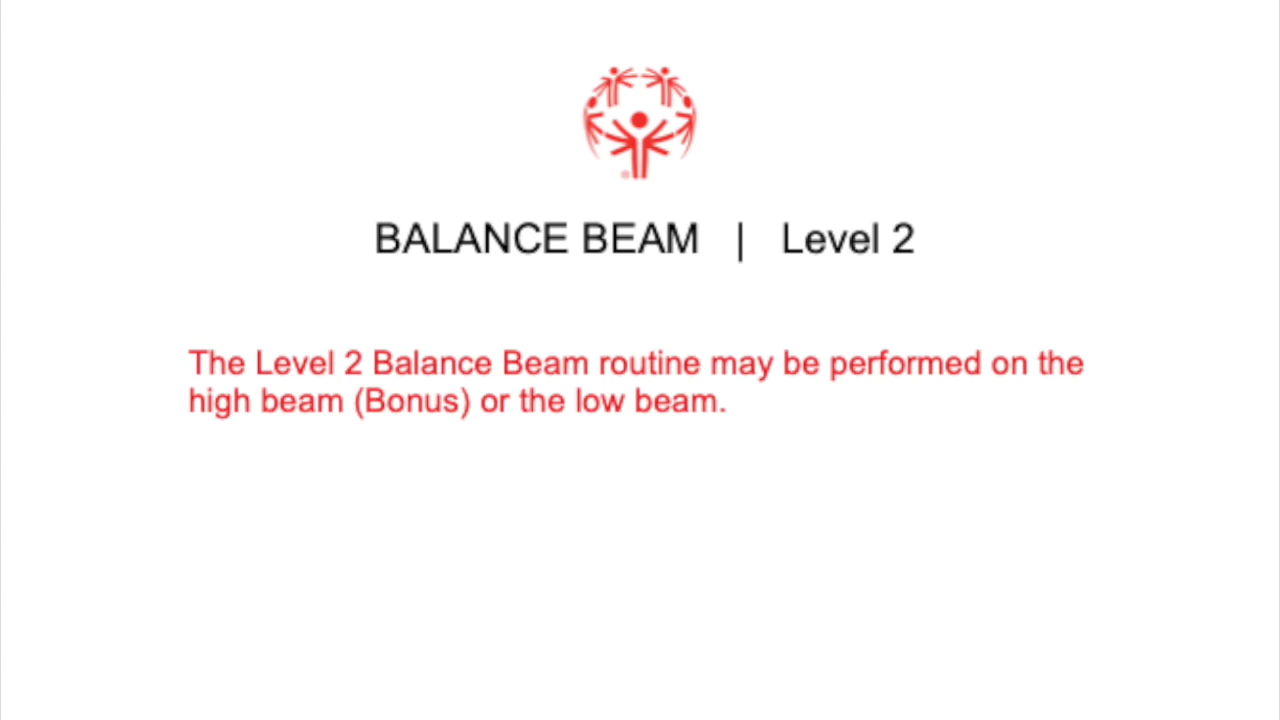 BALANCE BEAM | Level 2
The Level 2 Balance Beam routine may be performed on the
high beam (Bonus) or the low beam.